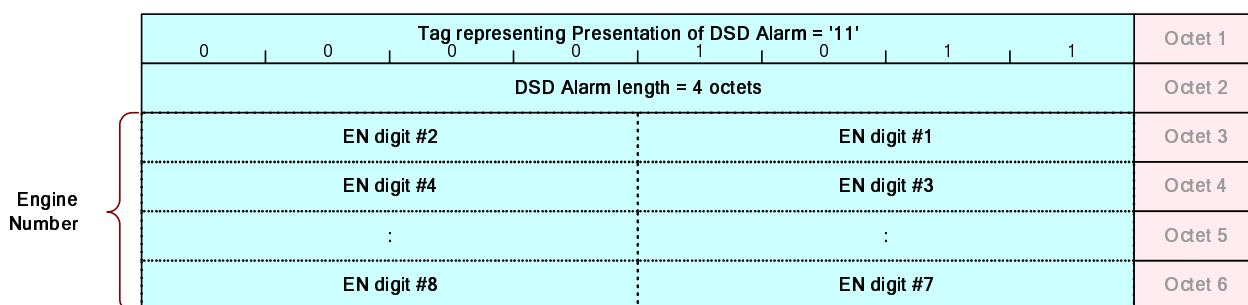 Tag representing Presentation of DSD Alarm = '11'
0 0 0 0 1 0 1 1
Octet 1
DSD Alarm length = 4 octets
Octet 2
EN digit #2
EN digit #1
Octet 3
EN digit #4
EN digit #3
Octet 4
Engine
Number
:
:
Octet 5
EN digit #8
EN digit #7
Octet 6